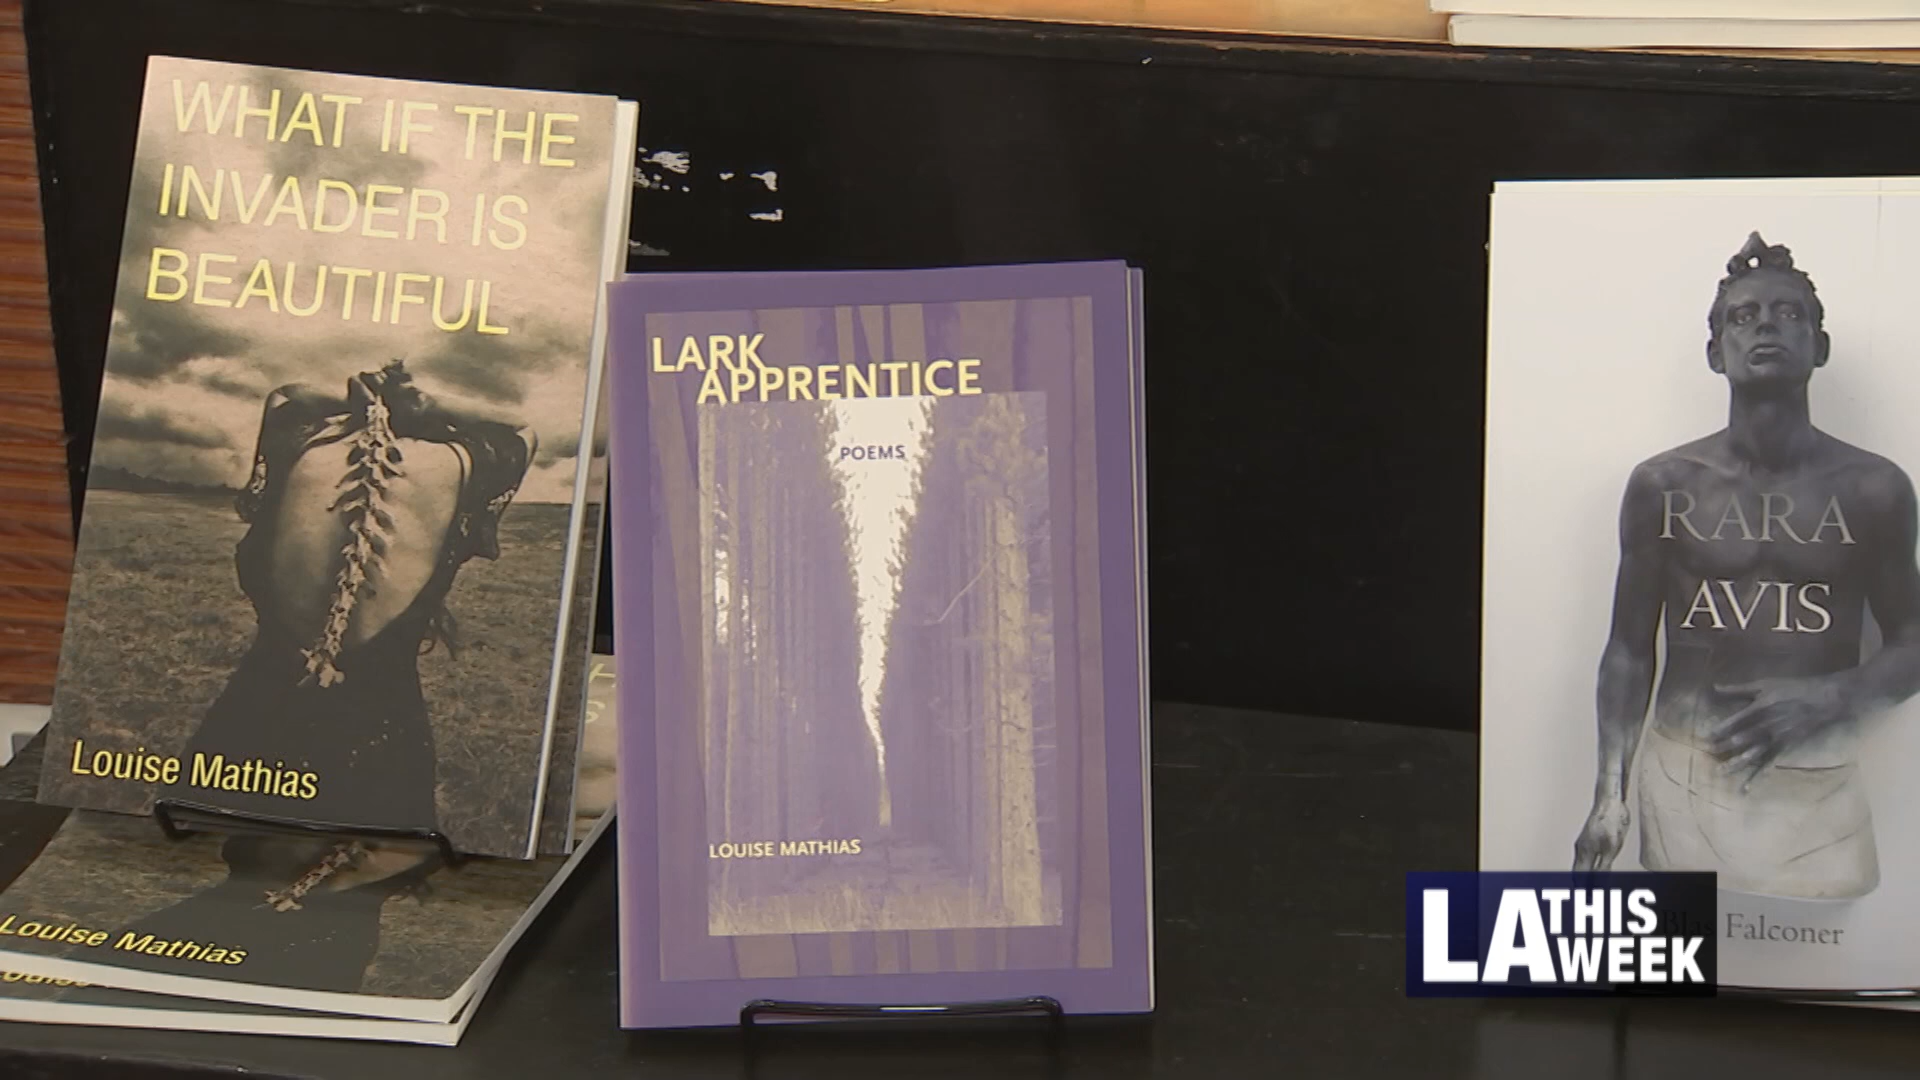 WHAT IF THE
INVADER IS
BEAUTIFUL
Louise Mathias
Louise Mathias
LARK
APPRENTICE
POEMS
LOUISE MATHIAS
RARA
AVIS
Blas Falconer
LA THIS
WEEK